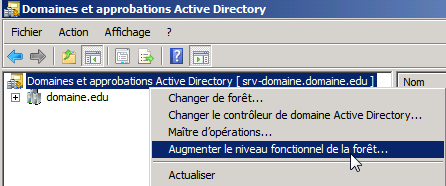 Domaines et approbations Active Directory
Fichier Action Affichage ?
Domaines et approbations Active Directory [ srv-domaine.domaine.edu ]
Nom
domaine.edu
Changer de forêt...
Changer le contrôleur de domaine Active Directory...
Maître d'opérations...
Augmenter le niveau fonctionnel de la forêt...
Actualiser